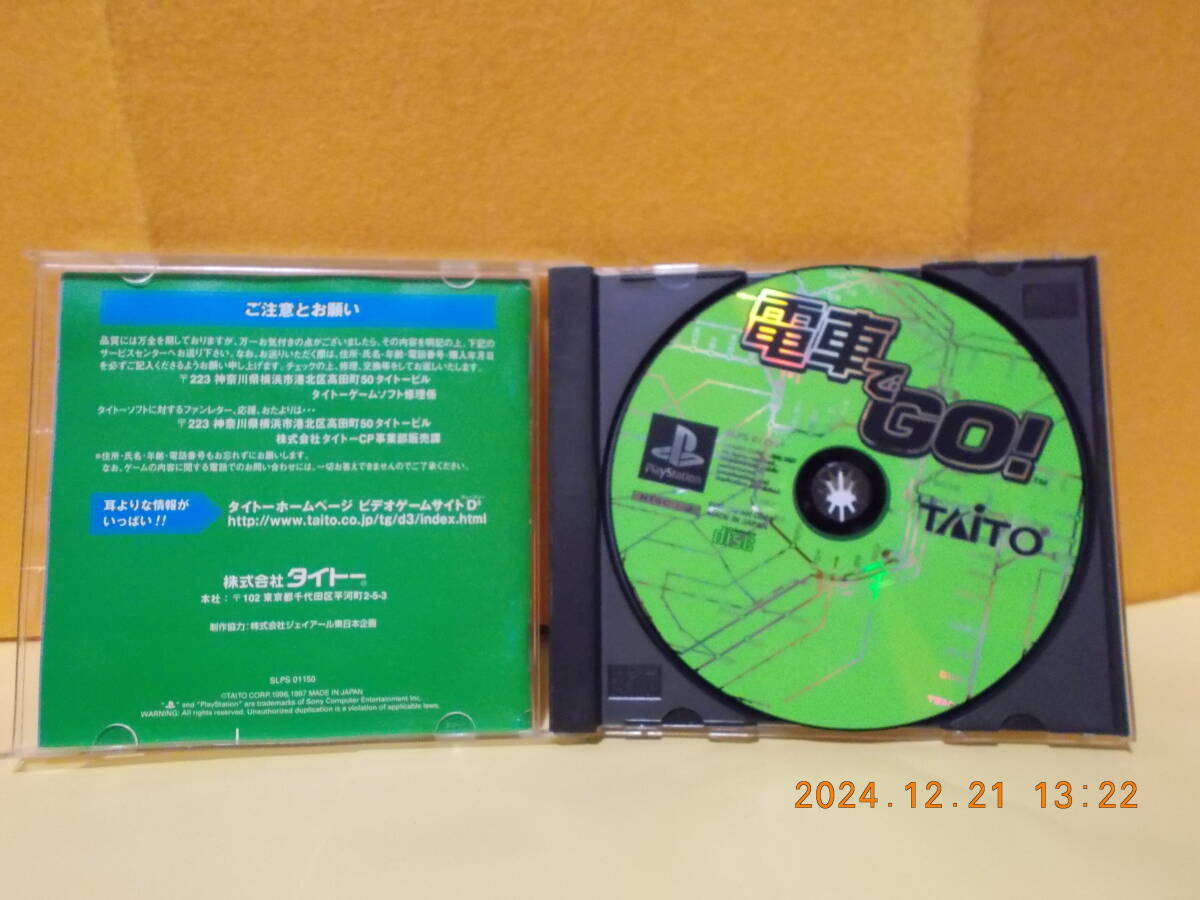 ご注意とお願い
品質には万全を期しておりますが、万一お気付きの点がございましたら、その内容を明記の上、下記の
サービスセンターへお送り下さい。なお、お送りいただく際は、住所・氏名・年齢・電話番号・購入年月日
を必ずご記入くださるようお願い申し上げます。チェックの上、修理、交換等をしてお返しいたします。
〒223 神奈川県横浜市港北区高田町50タイトービル
タイトーゲームソフト修理係
タイトーソフトに対するファンレター、応援、おたよりは…
〒223 神奈川県横浜市港北区高田町50タイトービル
株式会社タイトーCP事業部販売課
※住所・氏名・年齢・電話番号もお忘れずにお願いします。
なお、ゲームの内容に関する電話でのお問い合わせには、一切お答えできませんのでご了承ください。
耳よりな情報が
いっぱい!!
タイトーホームページ ビデオゲームサイトD³
http://www.taito.co.jp/tg/d3/index.html
株式会社タイトー®
本社:〒102 東京都千代田区平河町2-5-3
制作協力:株式会社ジェイアール東日本企画
SLPS 01150
©TAITO CORP.1996,1997 MADE IN JAPAN
" " and "PlayStation" are trademarks of Sony Computer Entertainment Inc.
WARNING: All rights reserved. Unauthorized duplication is a violation of applicable laws.
電車で
GO!™
PlayStation
MADE IN JAPAN
disc
TAITO®
2024.12.21 13:22